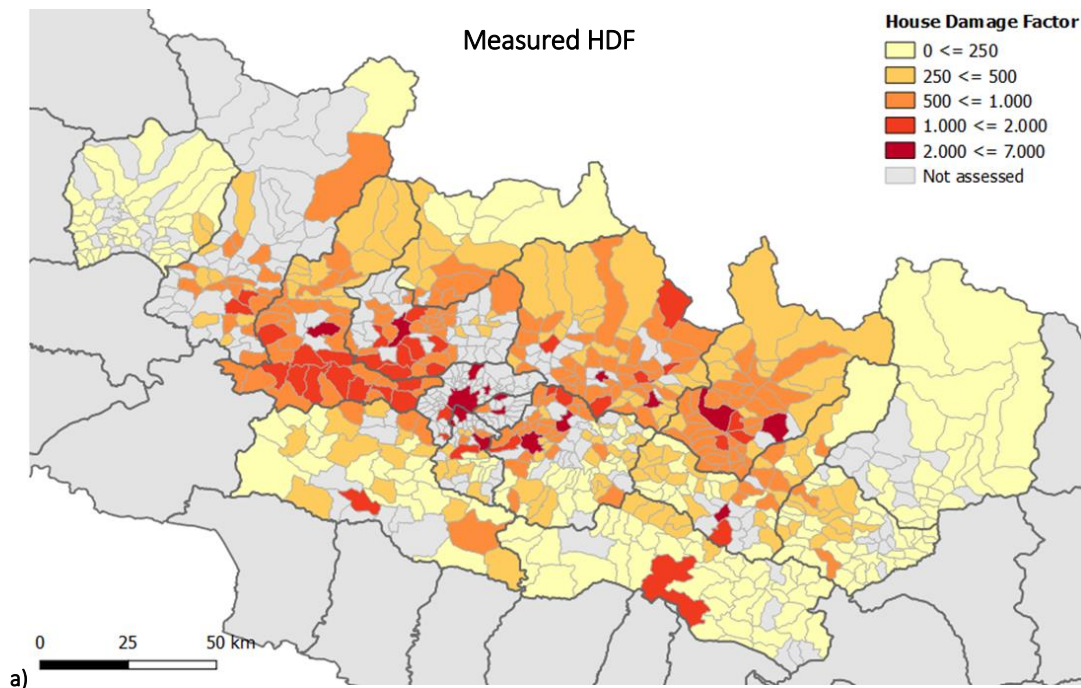 Measured HDF
House Damage Factor
0 <= 250
250 <= 500
500 <= 1.000
1.000 <= 2.000
2.000 <= 7.000
Not assessed
0 25 50 km
a)